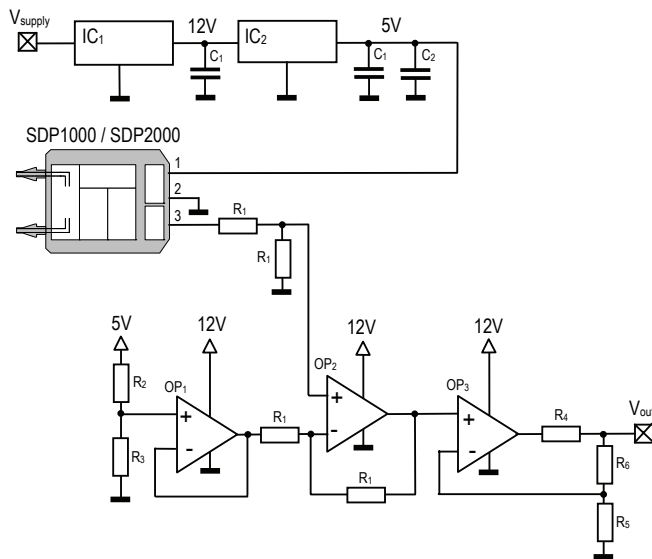 Vsupply
IC1 12V IC2 5V
C1 C1 C2
SDP1000 / SDP2000
1
2
3
R1
R1
5V 12V 12V 12V
R2 OP1 OP2 OP3
+ + +
R1 R4 Vout
- - -
R3 R1 R6
R5